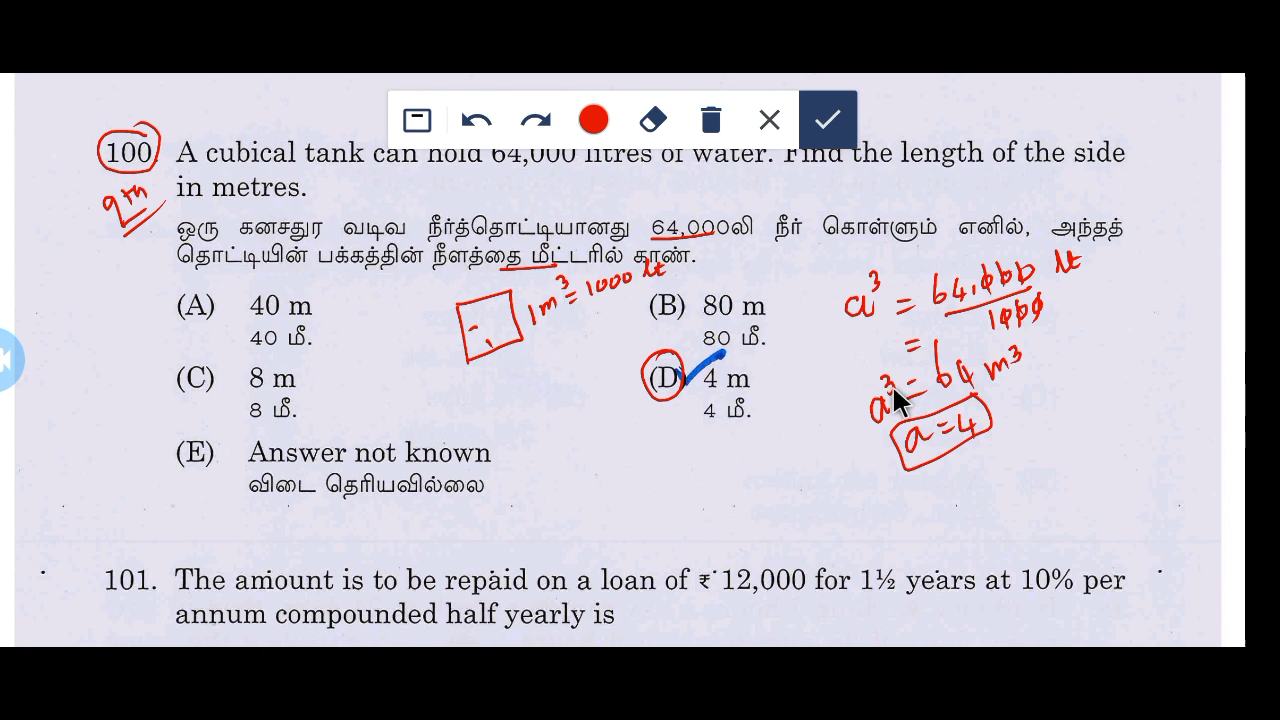 100. A cubical tank can hold 64,000 litres of water. Find the length of the side
in metres.
9th
ஒரு கனசதுர வடிவ நீர்த்தொட்டியானது 64,000லி நீர் கொள்ளும் எனில், அந்தத்
தொட்டியின் பக்கத்தின் நீளத்தை மீட்டரில் காண்.
1m³ = 1000 lt
(A) 40 m
40 மீ.
(B) 80 m
80 மீ.
(C) 8 m
8 மீ.
(D) 4 m
4 மீ.
(E) Answer not known
விடை தெரியவில்லை
a³ = 64,000 lt
1000
= 
a³ = 64 m³
a = 4
101. The amount is to be repaid on a loan of ₹ 12,000 for 1½ years at 10% per
annum compounded half yearly is